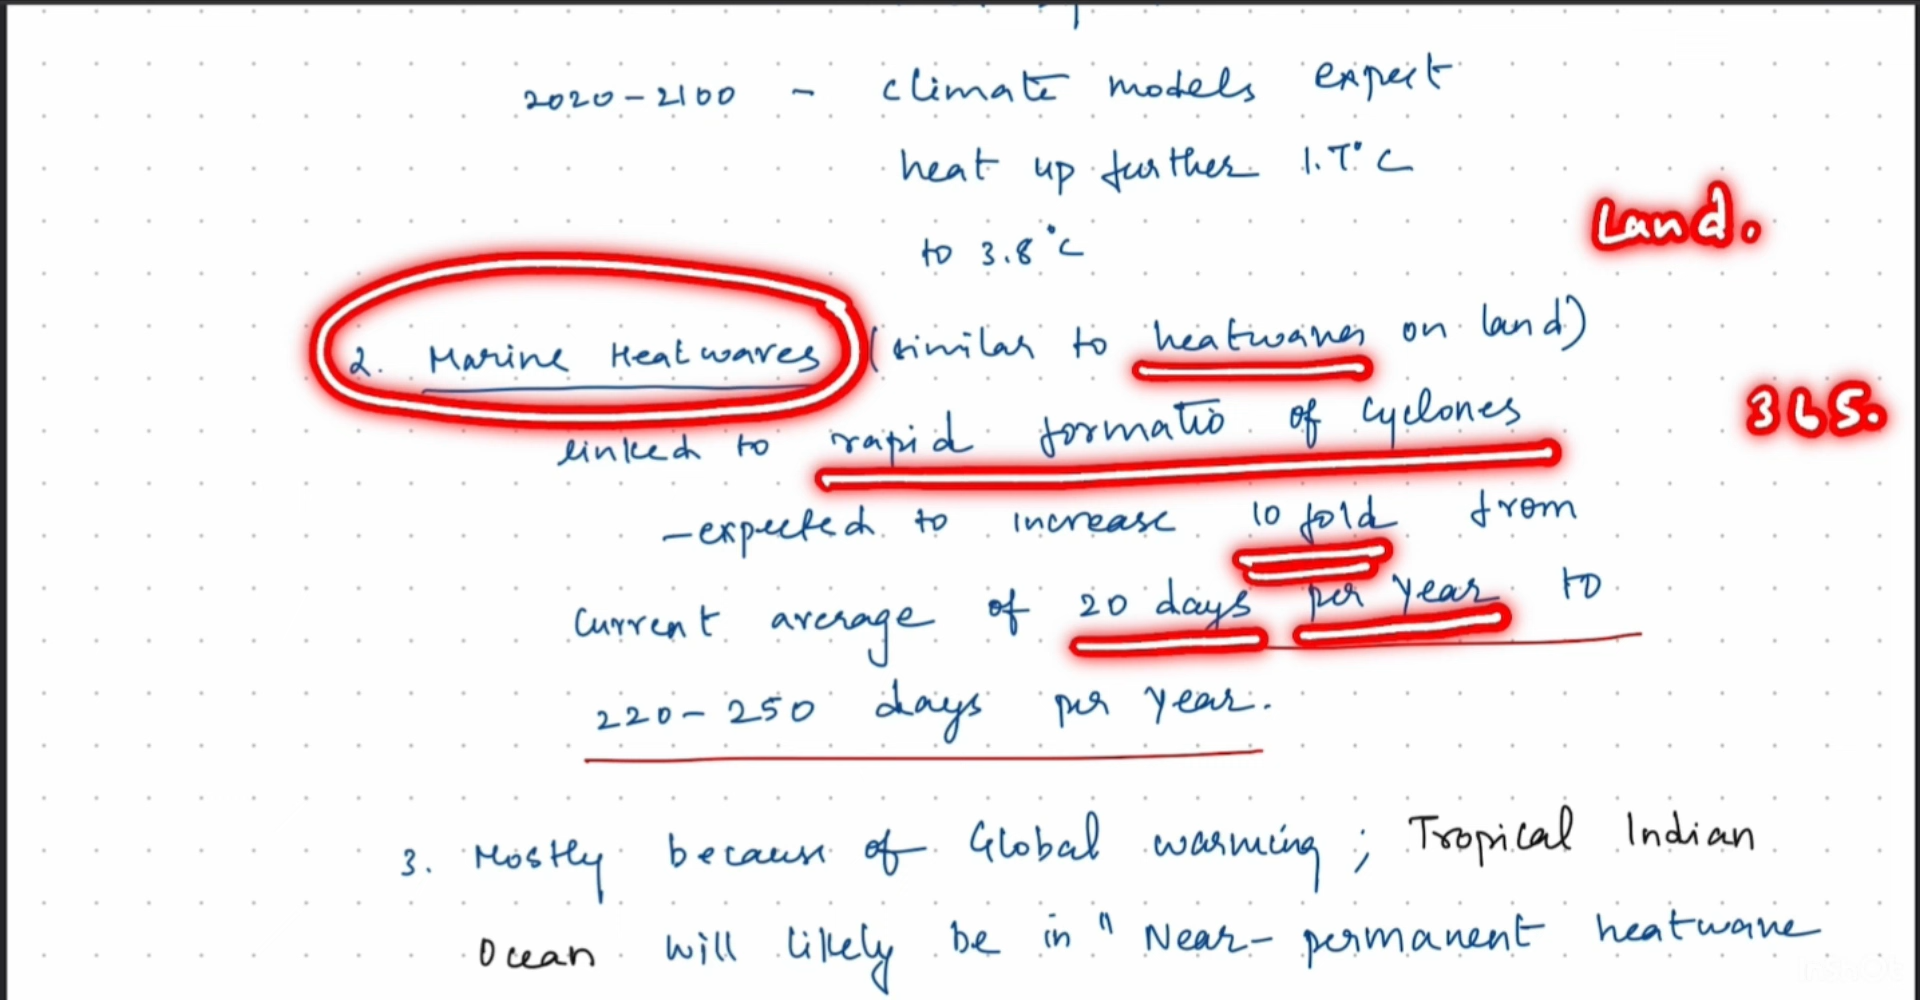 2020-2100 - climate models expect
heat up further 1.7°C
to 3.8°C
Land.
2. Marine Heatwaves (similar to heatwaves on land)
365.
linked to rapid formatio of cyclones
-expected to increase 10 fold from
current average of 20 days per year to
220-250 days per year.
3. Mostly because of Global warming; Tropical Indian
Ocean will likely be in "Near-permanent heatwave